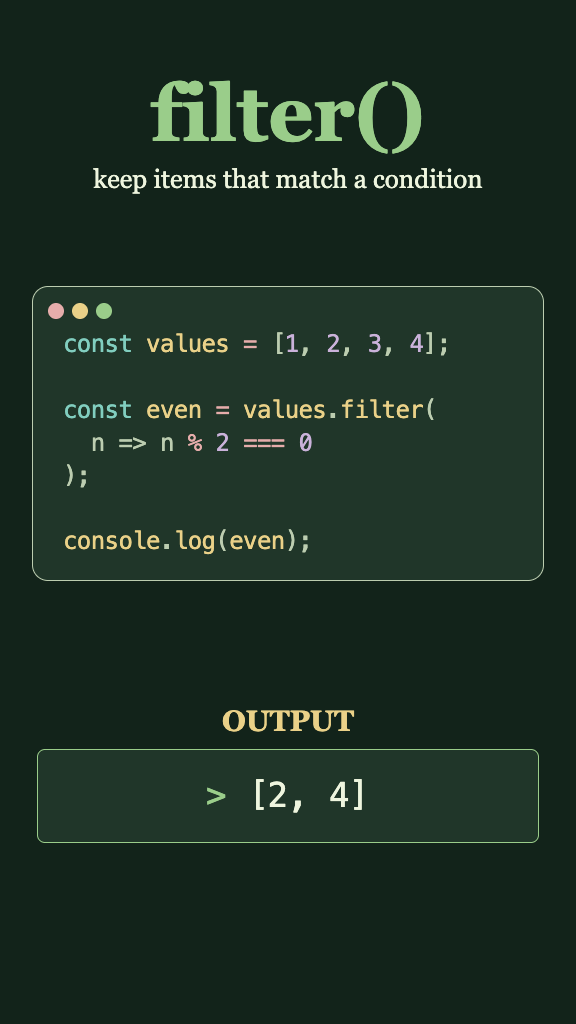 filter()
keep items that match a condition
const values = [1, 2, 3, 4];
const even = values.filter(
  n => n % 2 === 0
);
console.log(even);
OUTPUT
> [2, 4]